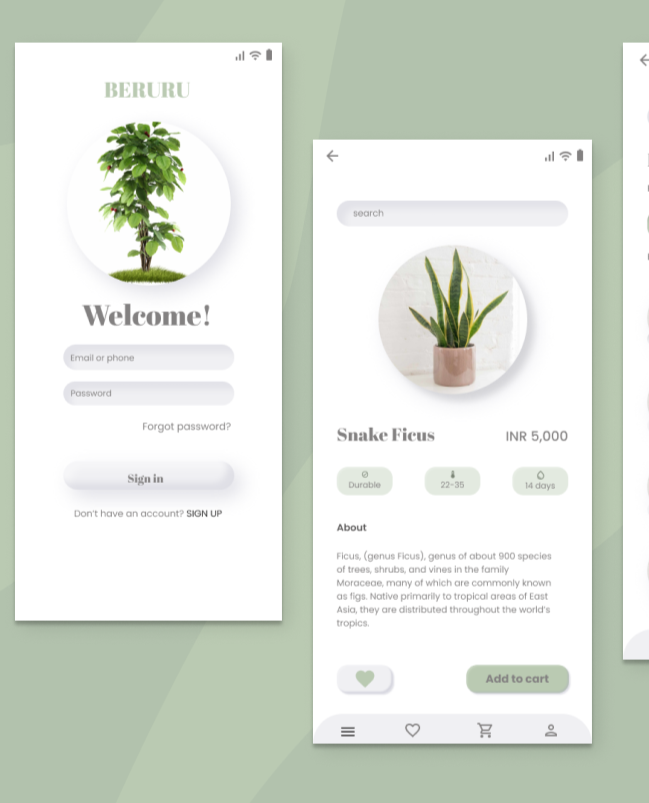 BERURU
Welcome!
Email or phone
Password
Forgot password?
Sign in
Don't have an account? SIGN UP
search
Snake Ficus
INR 5,000
Durable
22-35
14 days
About
Ficus, (genus Ficus), genus of about 900 species
of trees, shrubs, and vines in the family
Moraceae, many of which are commonly known
as figs. Native primarily to tropical areas of East
Asia, they are distributed throughout the world's
tropics.
Add to cart